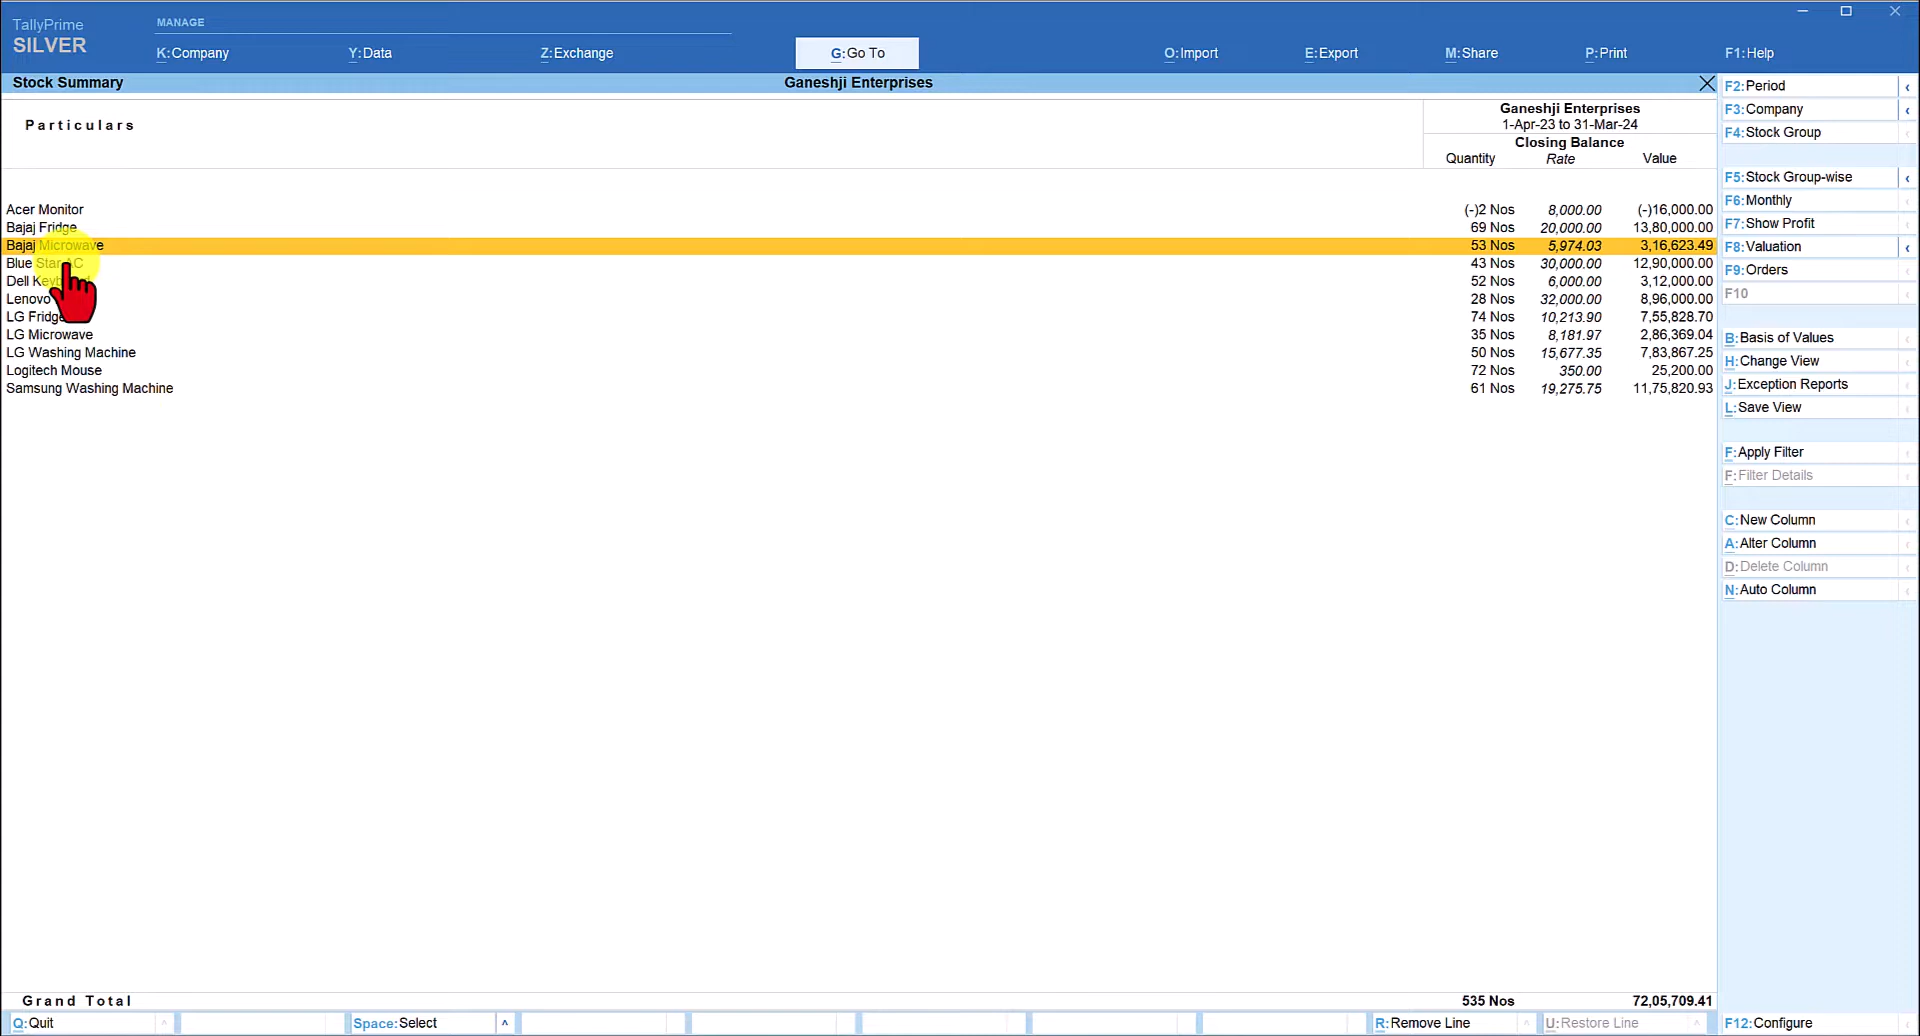 TallyPrime
SILVER
MANAGE
K:Company Y:Data Z:Exchange G:Go To O:Import E:Export M:Share P:Print F1:Help
Stock Summary Ganeshji Enterprises
Particulars
Ganeshji Enterprises
1-Apr-23 to 31-Mar-24
Closing Balance
Quantity Rate Value
Acer Monitor (-)2 Nos 8,000.00 (-)16,000.00
Bajaj Fridge 69 Nos 20,000.00 13,80,000.00
Bajaj Microwave 53 Nos 5,974.03 3,16,623.49
Blue Star AC 43 Nos 30,000.00 12,90,000.00
Dell Keyboard 52 Nos 6,000.00 3,12,000.00
Lenovo 28 Nos 32,000.00 8,96,000.00
LG Fridge 74 Nos 10,213.90 7,55,828.70
LG Microwave 35 Nos 8,181.97 2,86,369.04
LG Washing Machine 50 Nos 15,677.35 7,83,867.25
Logitech Mouse 72 Nos 350.00 25,200.00
Samsung Washing Machine 61 Nos 19,275.75 11,75,820.93
Grand Total 535 Nos 72,05,709.41
F2:Period
F3:Company
F4:Stock Group
F5:Stock Group-wise
F6:Monthly
F7:Show Profit
F8:Valuation
F9:Orders
F10
B:Basis of Values
H:Change View
J:Exception Reports
L:Save View
F:Apply Filter
F:Filter Details
C:New Column
A:Alter Column
D:Delete Column
N:Auto Column
Q:Quit Space:Select R:Remove Line U:Restore Line F12:Configure